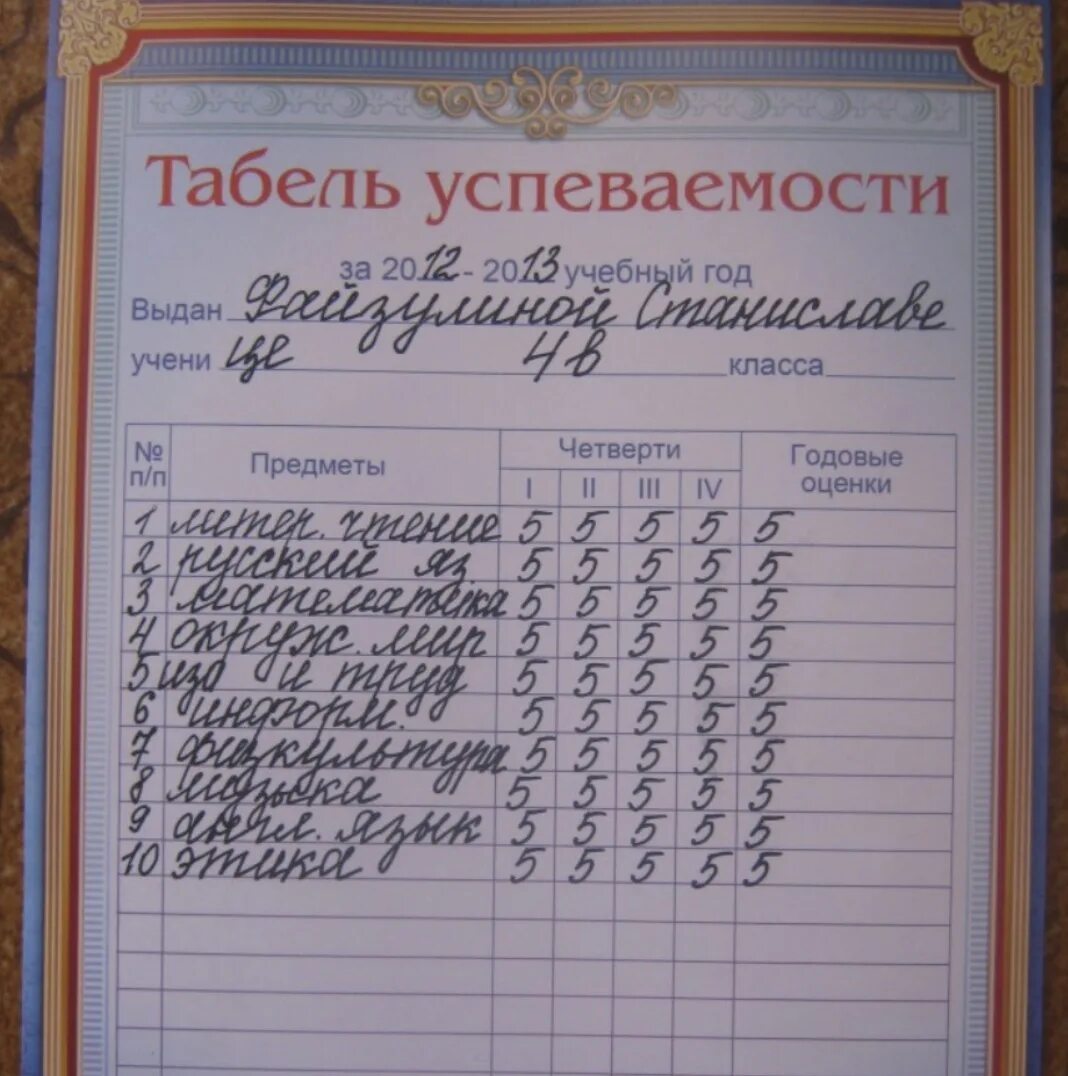 Табель успеваемости
за 2012 - 2013 учебный год
Выдан Файзулиной Станиславе
учени це 4в класса
№ п/п Предметы Четверти Годовые оценки
I II III IV
1 литер. чтение 5 5 5 5 5
2 русский яз 5 5 5 5 5
3 математика 5 5 5 5 5
4 окруж. мир 5 5 5 5 5
5 изо и труд 5 5 5 5 5
6 информ. 5 5 5 5 5
7 физкультура 5 5 5 5 5
8 музыка 5 5 5 5 5
9 англ. язык 5 5 5 5 5
10 этика 5 5 5 5 5